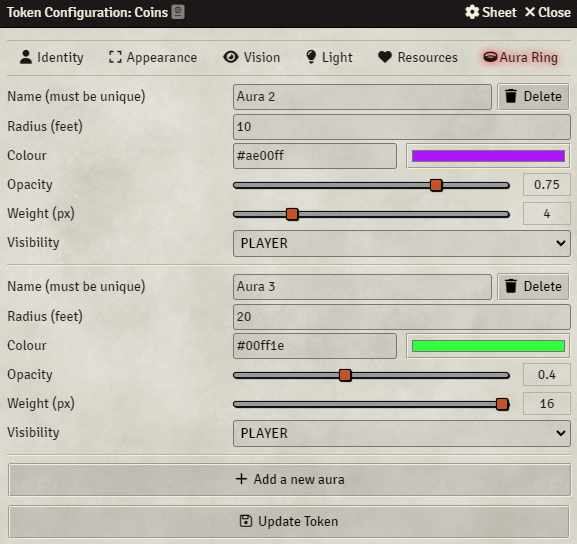 Token Configuration: Coins Sheet Close
Identity Appearance Vision Light Resources Aura Ring
Name (must be unique) Aura 2 Delete
Radius (feet) 10
Colour #ae00ff
Opacity 0.75
Weight (px) 4
Visibility PLAYER
Name (must be unique) Aura 3 Delete
Radius (feet) 20
Colour #00ff1e
Opacity 0.4
Weight (px) 16
Visibility PLAYER
+ Add a new aura
Update Token